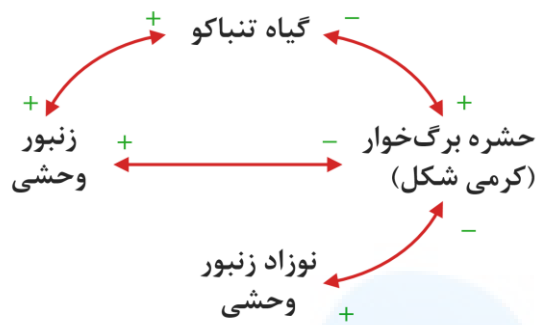 + گیاه تنباکو −
+ +
زنبور
وحشی
+ −
حشره برگ‌خوار
(کرمی شکل)
−
نوزاد زنبور
وحشی
+